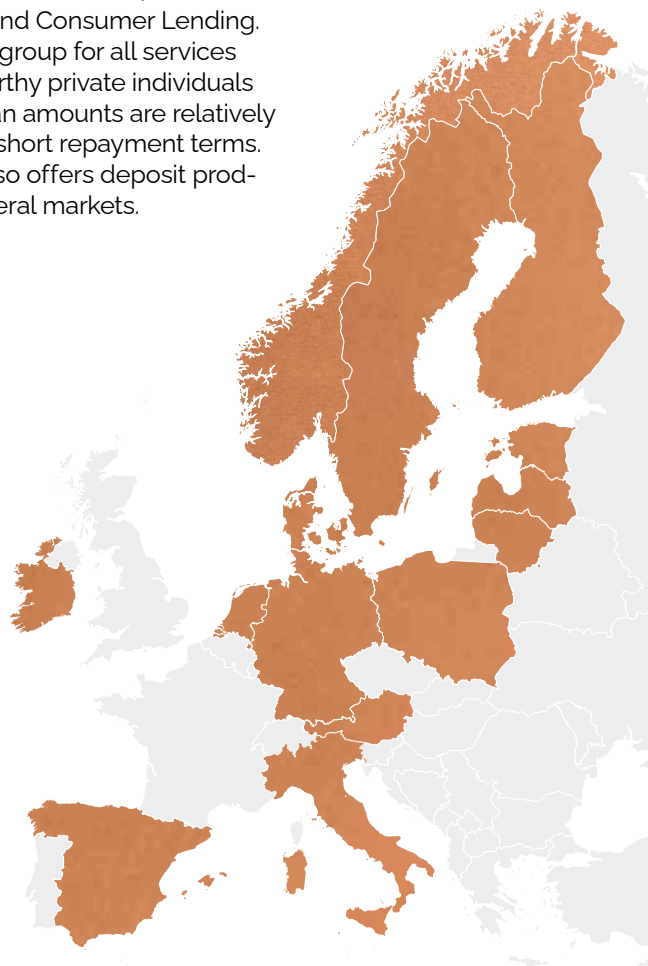 nd Consumer Lending.
group for all services
rthy private individuals
an amounts are relatively
short repayment terms.
so offers deposit prod-
eral markets.